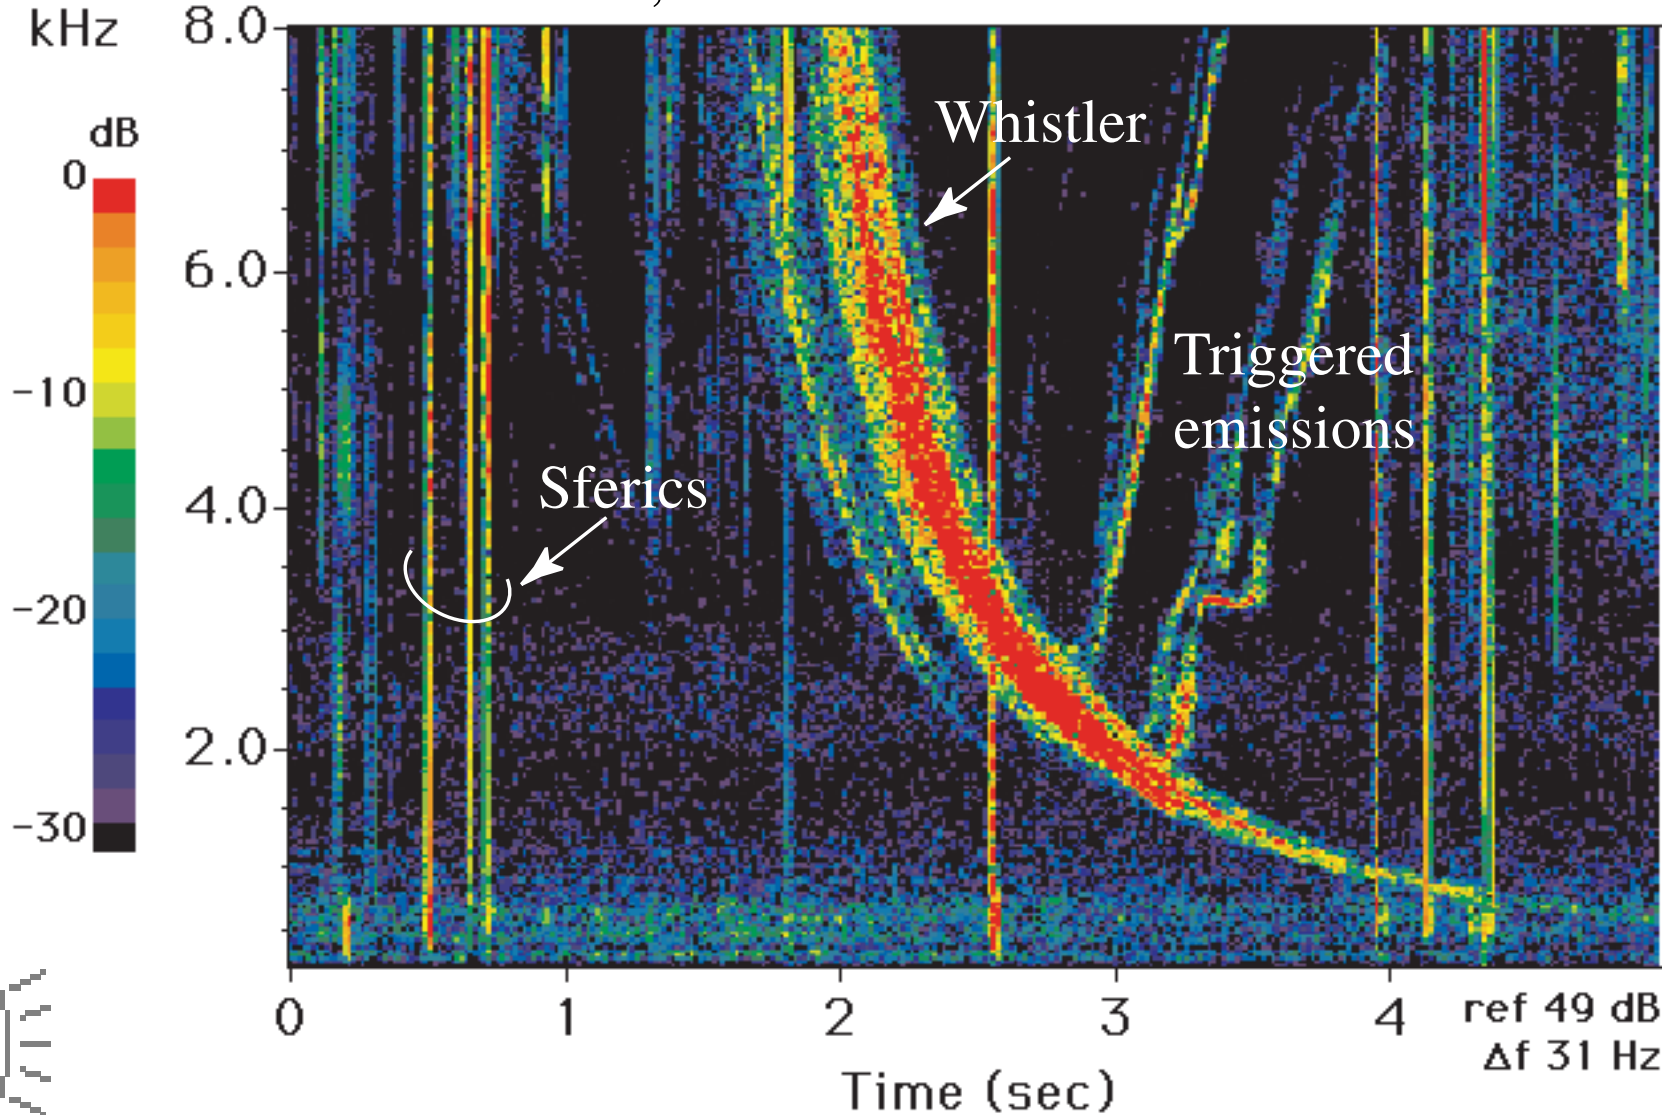 kHz
8.0
dB
0
Whistler
6.0
Triggered
emissions
-10
Sferics
4.0
-20
2.0
-30
0 1 2 3 4
ref 49 dB
Δf 31 Hz
Time (sec)